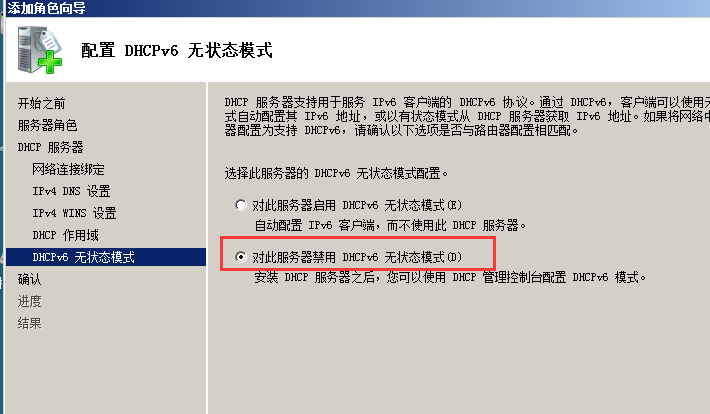 添加角色向导
配置 DHCPv6 无状态模式
开始之前
服务器角色
DHCP 服务器
网络连接绑定
IPv4 DNS 设置
IPv4 WINS 设置
DHCP 作用域
DHCPv6 无状态模式
确认
进度
结果
DHCP 服务器支持用于服务 IPv6 客户端的 DHCPv6 协议。通过 DHCPv6，客户端可以使用无
式自动配置其 IPv6 地址，或以有状态模式从 DHCP 服务器获取 IPv6 地址。如果将网络中
器配置为支持 DHCPv6，请确认以下选项是否与路由器配置相匹配。
选择此服务器的 DHCPv6 无状态模式配置。
对此服务器启用 DHCPv6 无状态模式(E)
自动配置 IPv6 客户端，而不使用此 DHCP 服务器。
对此服务器禁用 DHCPv6 无状态模式(D)
安装 DHCP 服务器之后，您可以使用 DHCP 管理控制台配置 DHCPv6 模式。